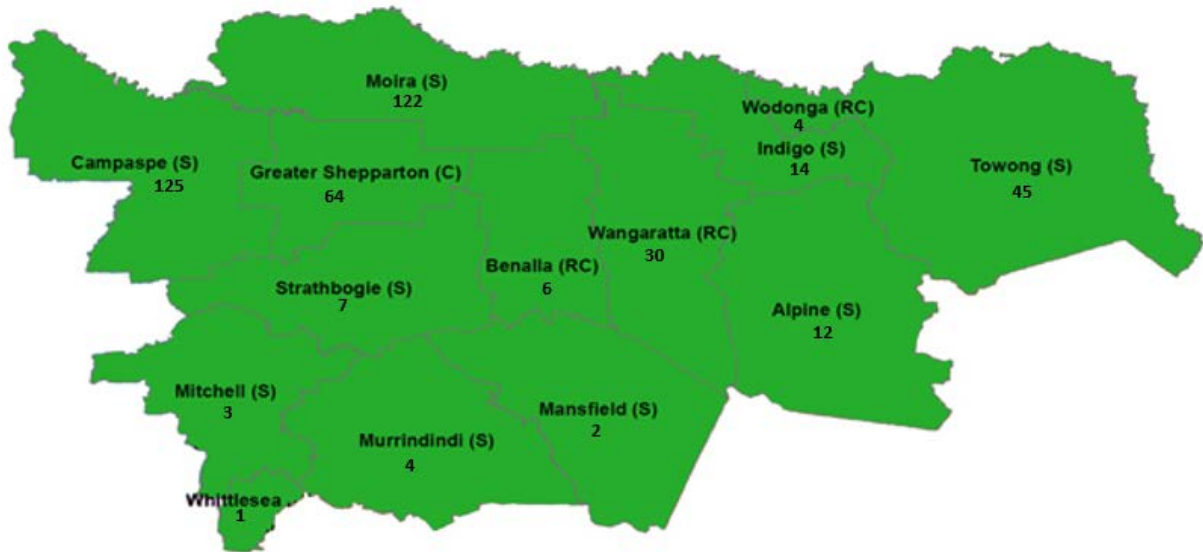 Moira (S)
122
Wodonga (RC)
4
Campaspe (S)
125
Greater Shepparton (C)
64
Indigo (S)
14
Towong (S)
45
Wangaratta (RC)
30
Benalla (RC)
6
Strathbogie (S)
7
Alpine (S)
12
Mitchell (S)
3
Mansfield (S)
2
Murrindindi (S)
4
Whittlesea .
1